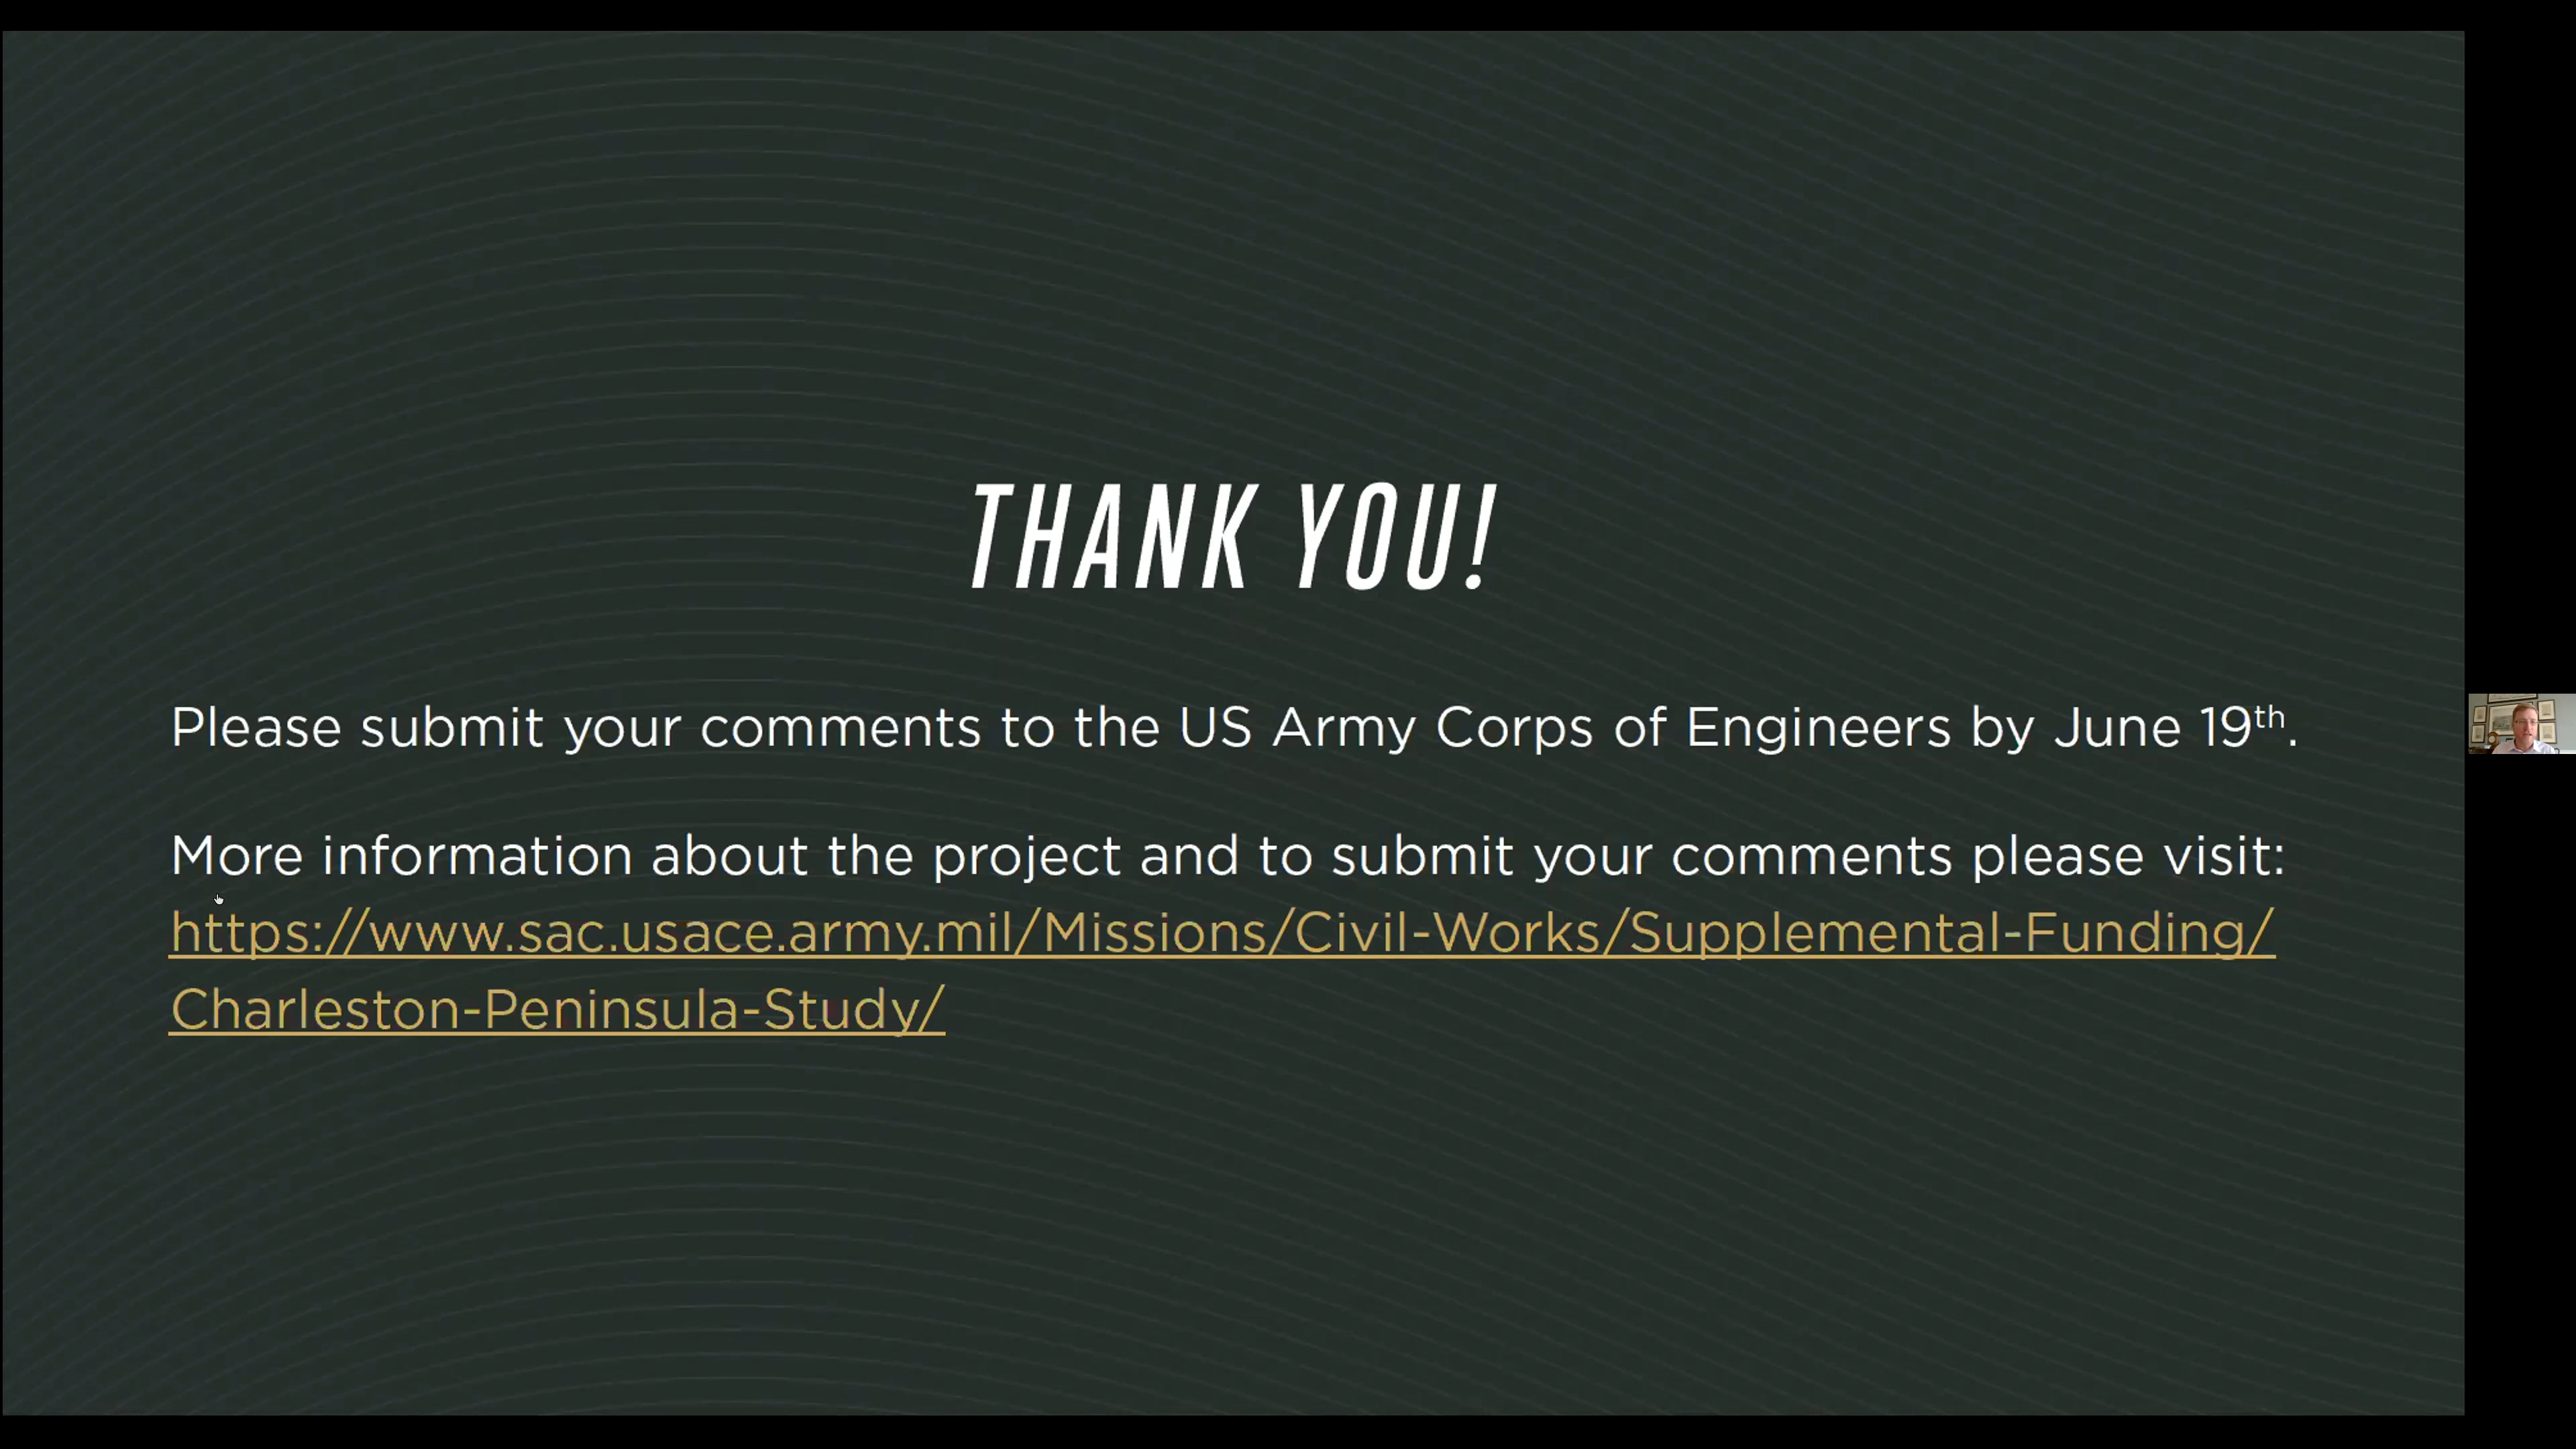 THANK YOU!
Please submit your comments to the US Army Corps of Engineers by June 19th.
More information about the project and to submit your comments please visit:
https://www.sac.usace.army.mil/Missions/Civil-Works/Supplemental-Funding/
Charleston-Peninsula-Study/